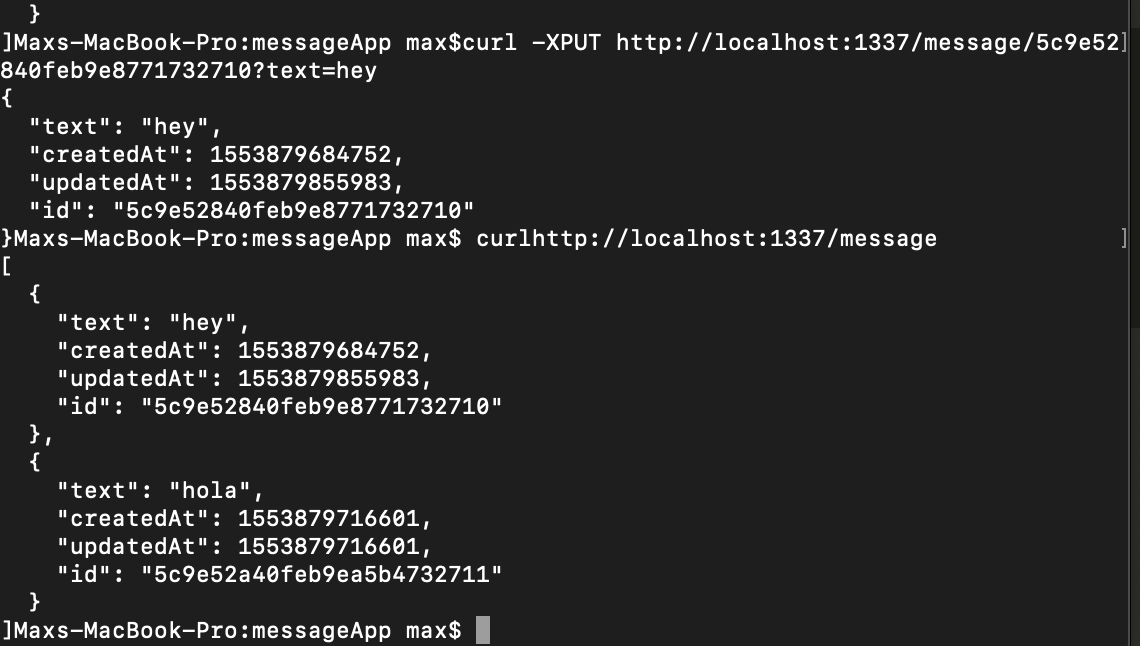 }
]Maxs-MacBook-Pro:messageApp max$curl -XPUT http://localhost:1337/message/5c9e52]
840feb9e8771732710?text=hey
{
  "text": "hey",
  "createdAt": 1553879684752,
  "updatedAt": 1553879855983,
  "id": "5c9e52840feb9e8771732710"
}Maxs-MacBook-Pro:messageApp max$ curlhttp://localhost:1337/message ]
[
  {
    "text": "hey",
    "createdAt": 1553879684752,
    "updatedAt": 1553879855983,
    "id": "5c9e52840feb9e8771732710"
  },
  {
    "text": "hola",
    "createdAt": 1553879716601,
    "updatedAt": 1553879716601,
    "id": "5c9e52a40feb9ea5b4732711"
  }
]Maxs-MacBook-Pro:messageApp max$